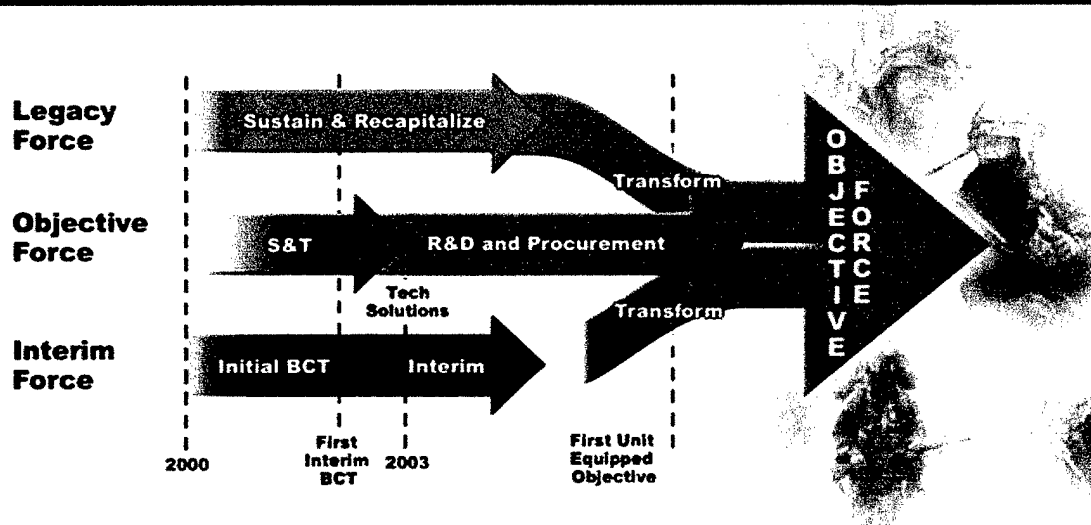 Legacy
Force
Sustain & Recapitalize
Transform
Objective
Force
S&T
R&D and Procurement
Tech
Solutions
Transform
Interim
Force
Initial BCT
Interim
OBJECTIVE
FORCE
2000
First
Interim
BCT
2003
First Unit
Equipped
Objective